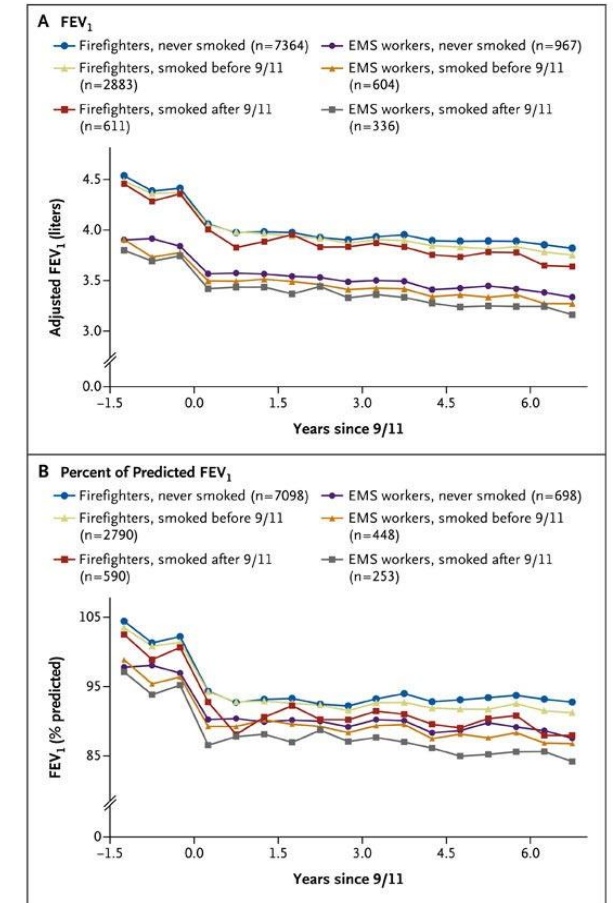 A FEV1
Firefighters, never smoked (n=7364)
EMS workers, never smoked (n=967)
Firefighters, smoked before 9/11
(n=2883)
EMS workers, smoked before 9/11
(n=604)
Firefighters, smoked after 9/11
(n=611)
EMS workers, smoked after 9/11
(n=336)
Adjusted FEV1 (liters)
4.5
4.0
3.5
3.0
0.0
−1.5 0.0 1.5 3.0 4.5 6.0
Years since 9/11
B Percent of Predicted FEV1
Firefighters, never smoked (n=7098)
EMS workers, never smoked (n=698)
Firefighters, smoked before 9/11
(n=2790)
EMS workers, smoked before 9/11
(n=448)
Firefighters, smoked after 9/11
(n=590)
EMS workers, smoked after 9/11
(n=253)
FEV1 (% predicted)
105
95
85
0
−1.5 0.0 1.5 3.0 4.5 6.0
Years since 9/11